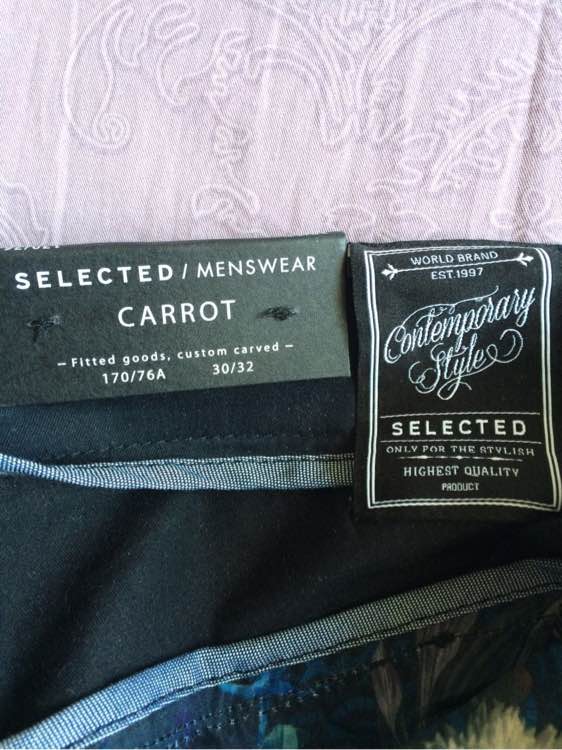 SELECTED / MENSWEAR
CARROT
– Fitted goods, custom carved –
170/76A 30/32
WORLD BRAND
EST.1997
Contemporary
Style
SELECTED
ONLY FOR THE STYLISH
HIGHEST QUALITY
PRODUCT